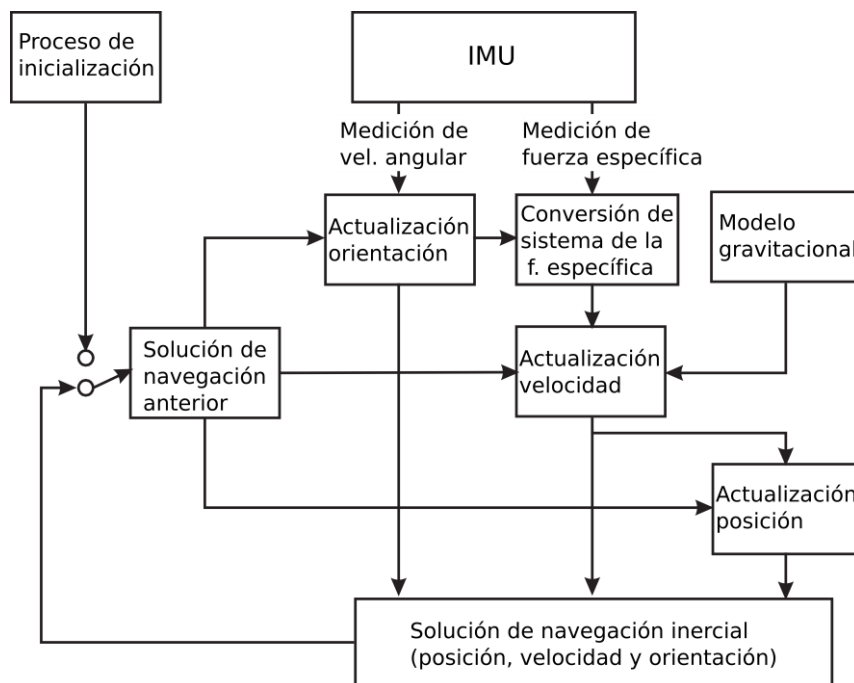 Proceso de
inicialización
IMU
Medición de
vel. angular
Medición de
fuerza específica
Actualización
orientación
Conversión de
sistema de la
f. específica
Modelo
gravitacional
Solución de
navegación
anterior
Actualización
velocidad
Actualización
posición
Solución de navegación inercial
(posición, velocidad y orientación)